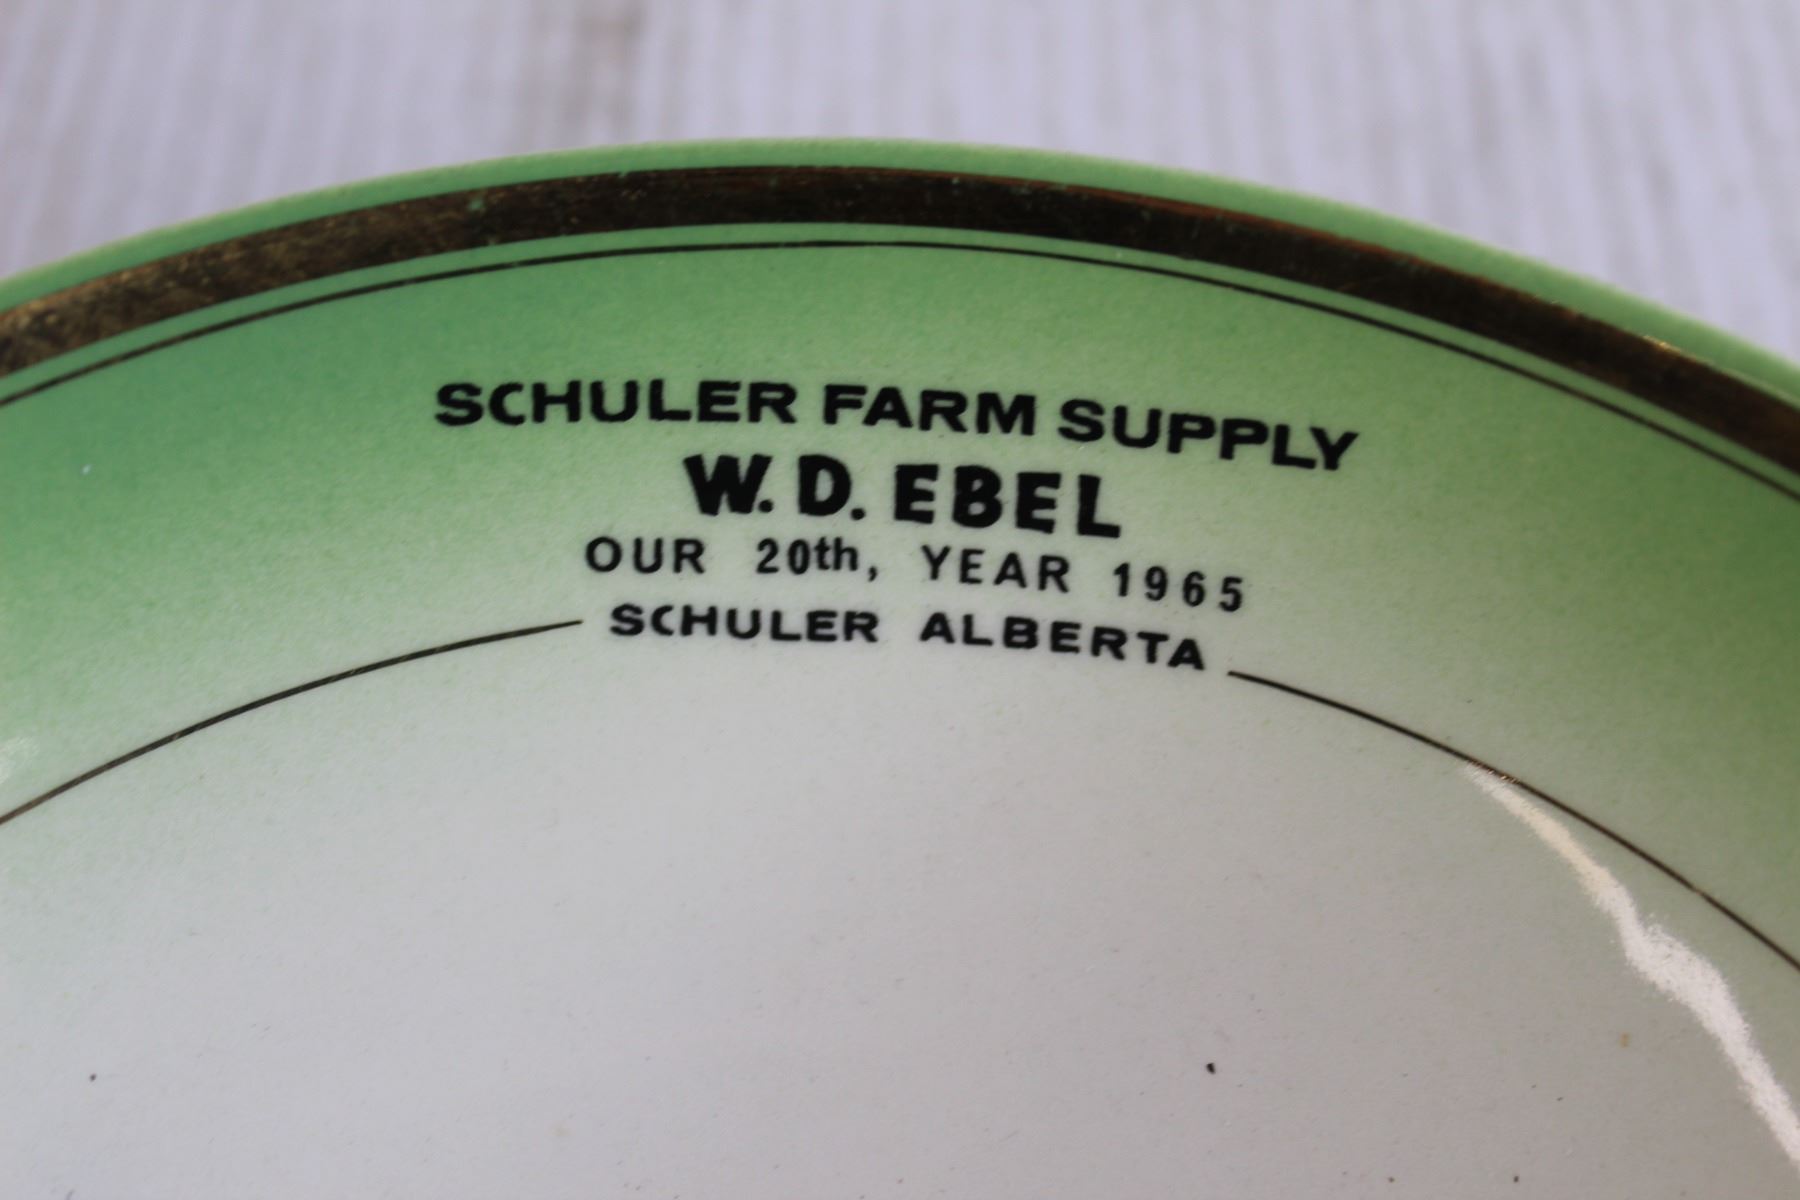 SCHULER FARM SUPPLY
W. D. EBEL
OUR 20th, YEAR 1965
SCHULER ALBERTA